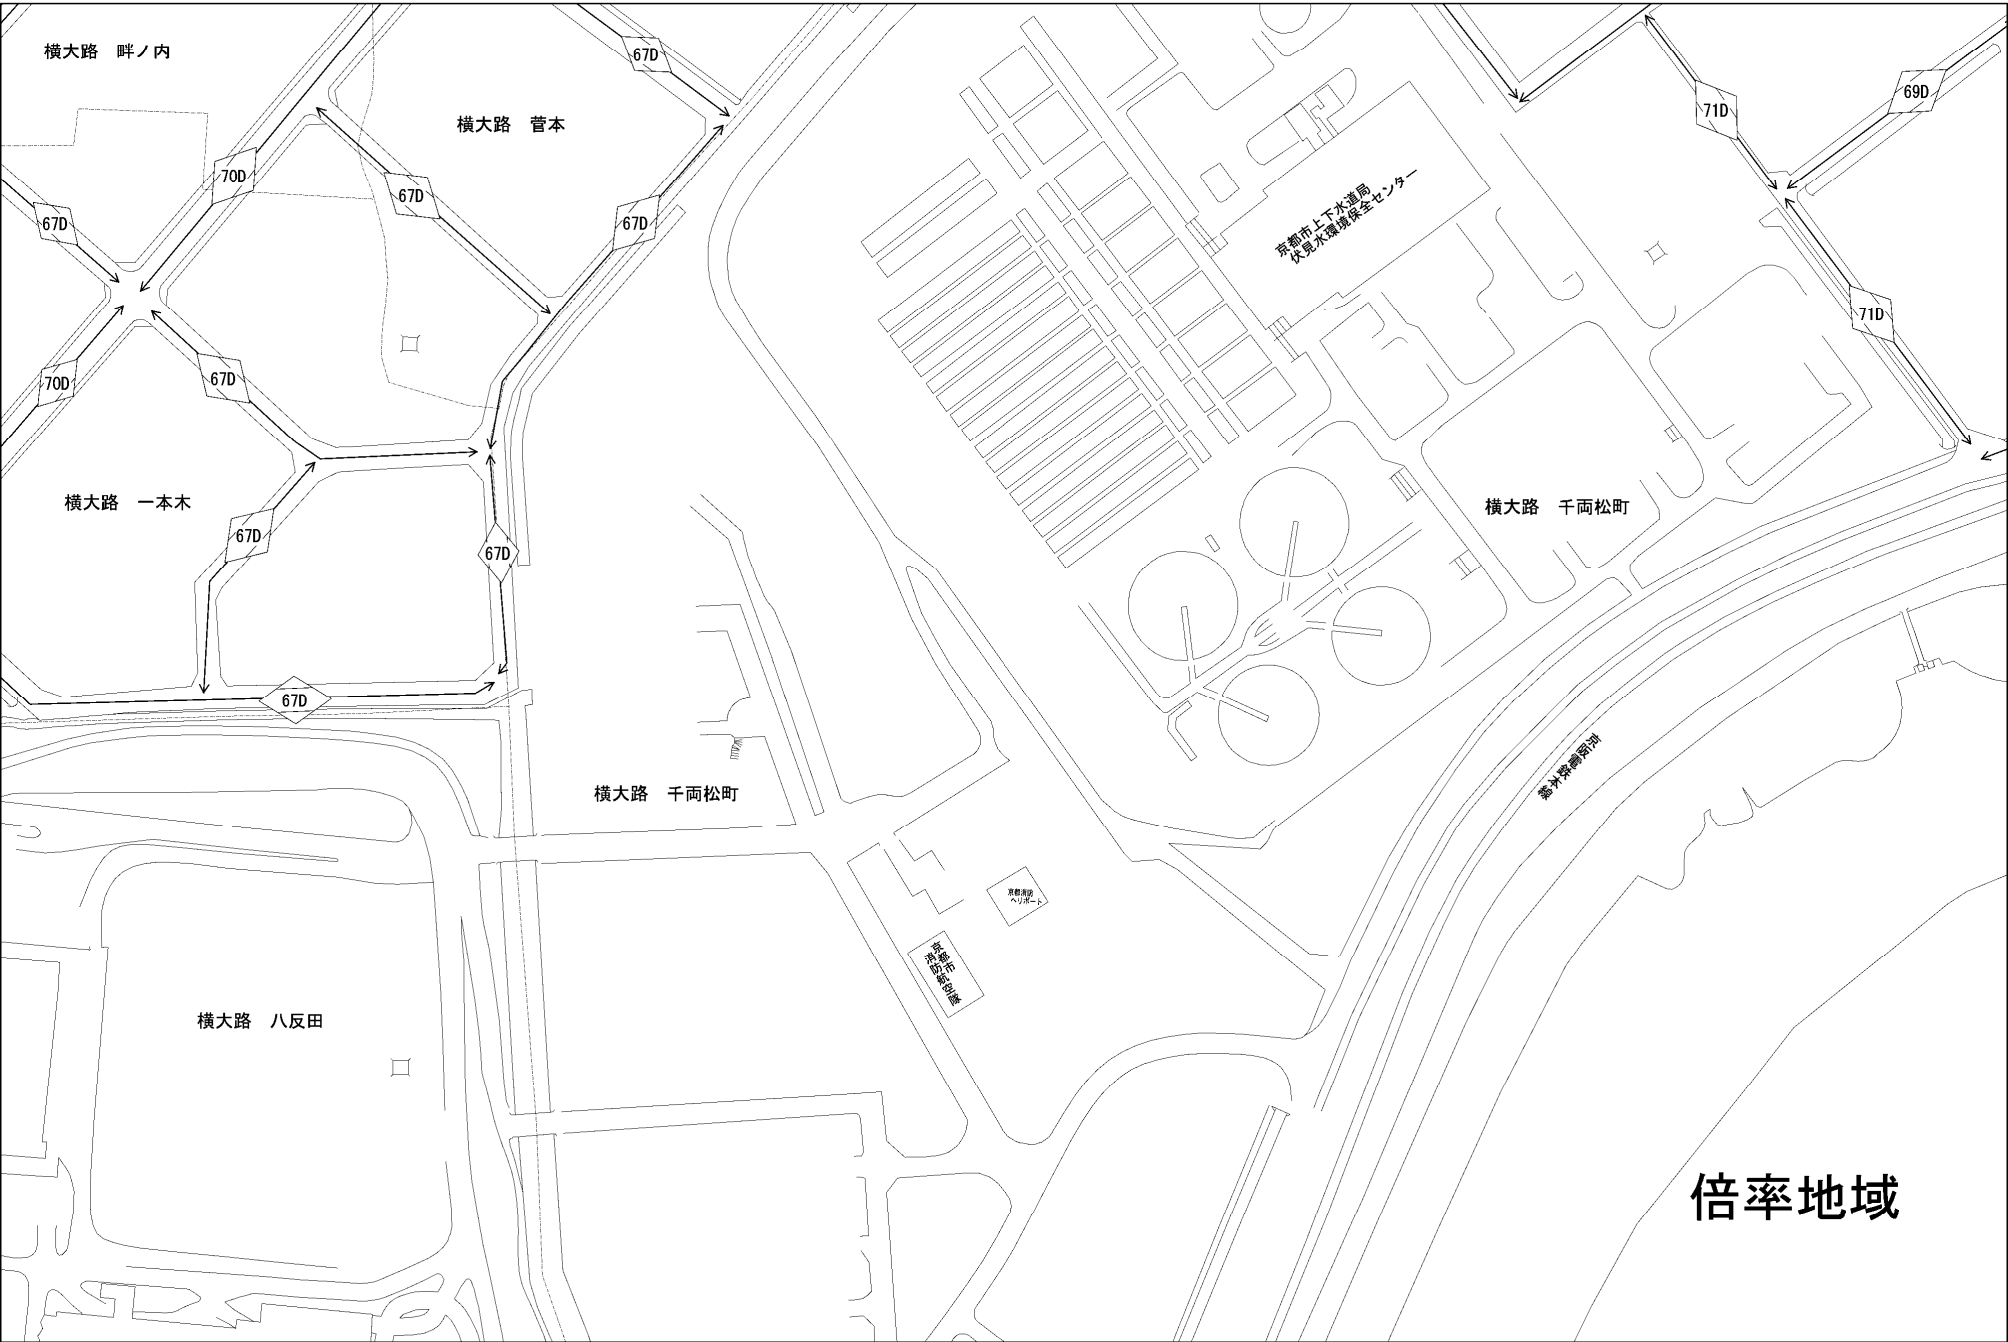 横大路 畔ノ内
67D
71D
69D
横大路 菅本
70D
67D
67D
67D
京都市上下水道局
伏見水環境保全センター
71D
70D
67D
横大路 一本木
横大路 千両松町
67D
67D
67D
京阪電鉄本線
横大路 千両松町
京都消防
ヘリポート
京都市
消防航空隊
横大路 八反田
倍率地域